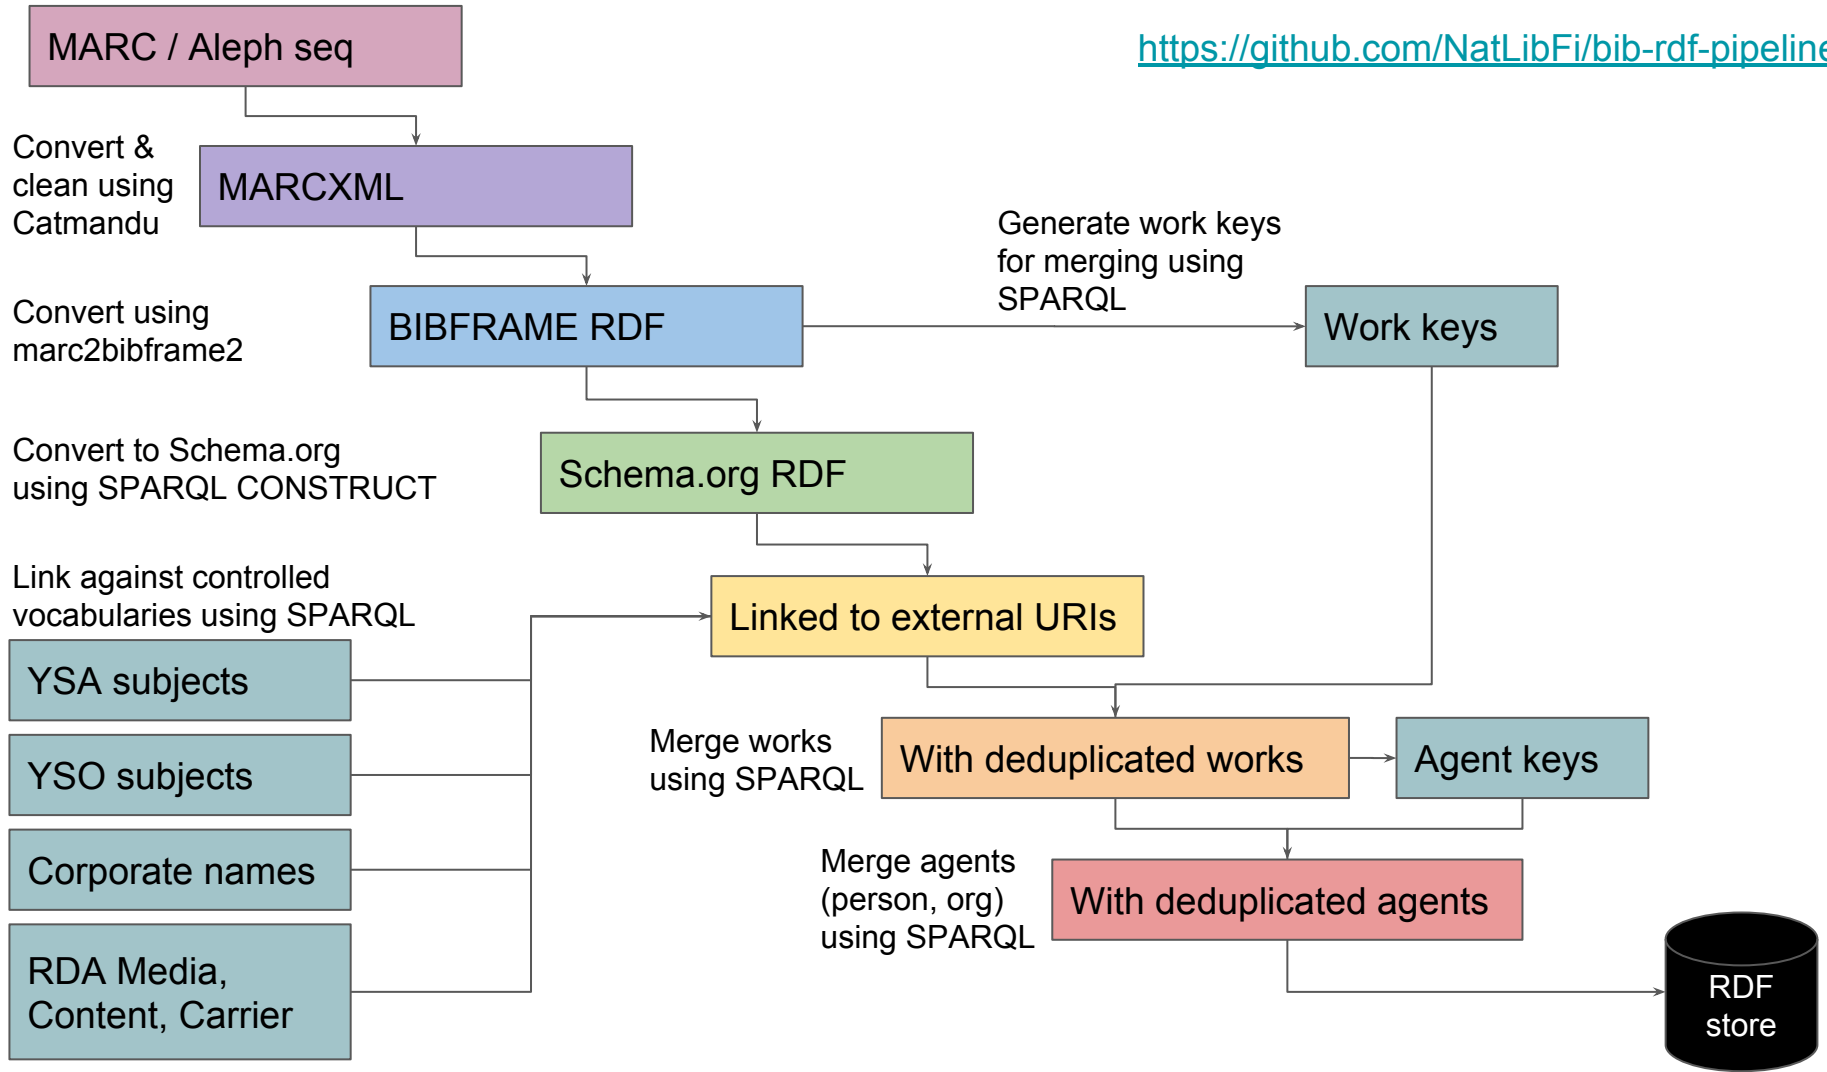 MARC / Aleph seq
https://github.com/NatLibFi/bib-rdf-pipeline
Convert &
clean using
Catmandu
MARCXML
Generate work keys
for merging using
SPARQL
Convert using
marc2bibframe2
BIBFRAME RDF
Work keys
Convert to Schema.org
using SPARQL CONSTRUCT
Schema.org RDF
Link against controlled
vocabularies using SPARQL
Linked to external URIs
YSA subjects
YSO subjects
Corporate names
RDA Media,
Content, Carrier
Merge works
using SPARQL
With deduplicated works
Agent keys
Merge agents
(person, org)
using SPARQL
With deduplicated agents
RDF
store